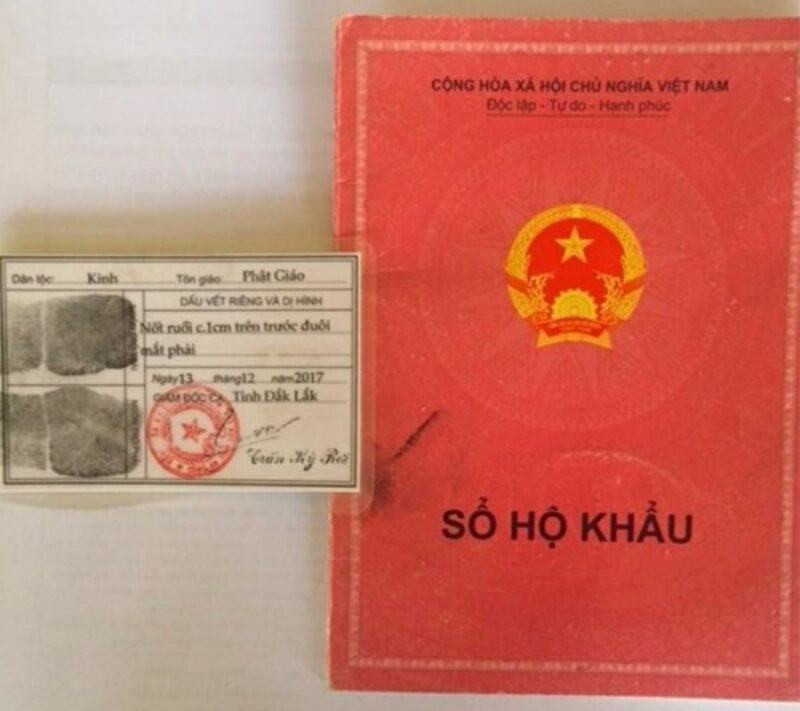 Dân tộc: Kinh Tôn giáo: Phật Giáo
DẤU VẾT RIÊNG VÀ DỊ HÌNH
Nốt ruồi c.1cm trên trước đuôi
mắt phải
Ngày 13 tháng 12 năm 2017
GIÁM ĐỐC CA Tỉnh Đắk Lắk
Trần Kỳ Rơi
CỘNG HÒA XÃ HỘI CHỦ NGHĨA VIỆT NAM
Độc lập - Tự do - Hạnh phúc
SỔ HỘ KHẨU